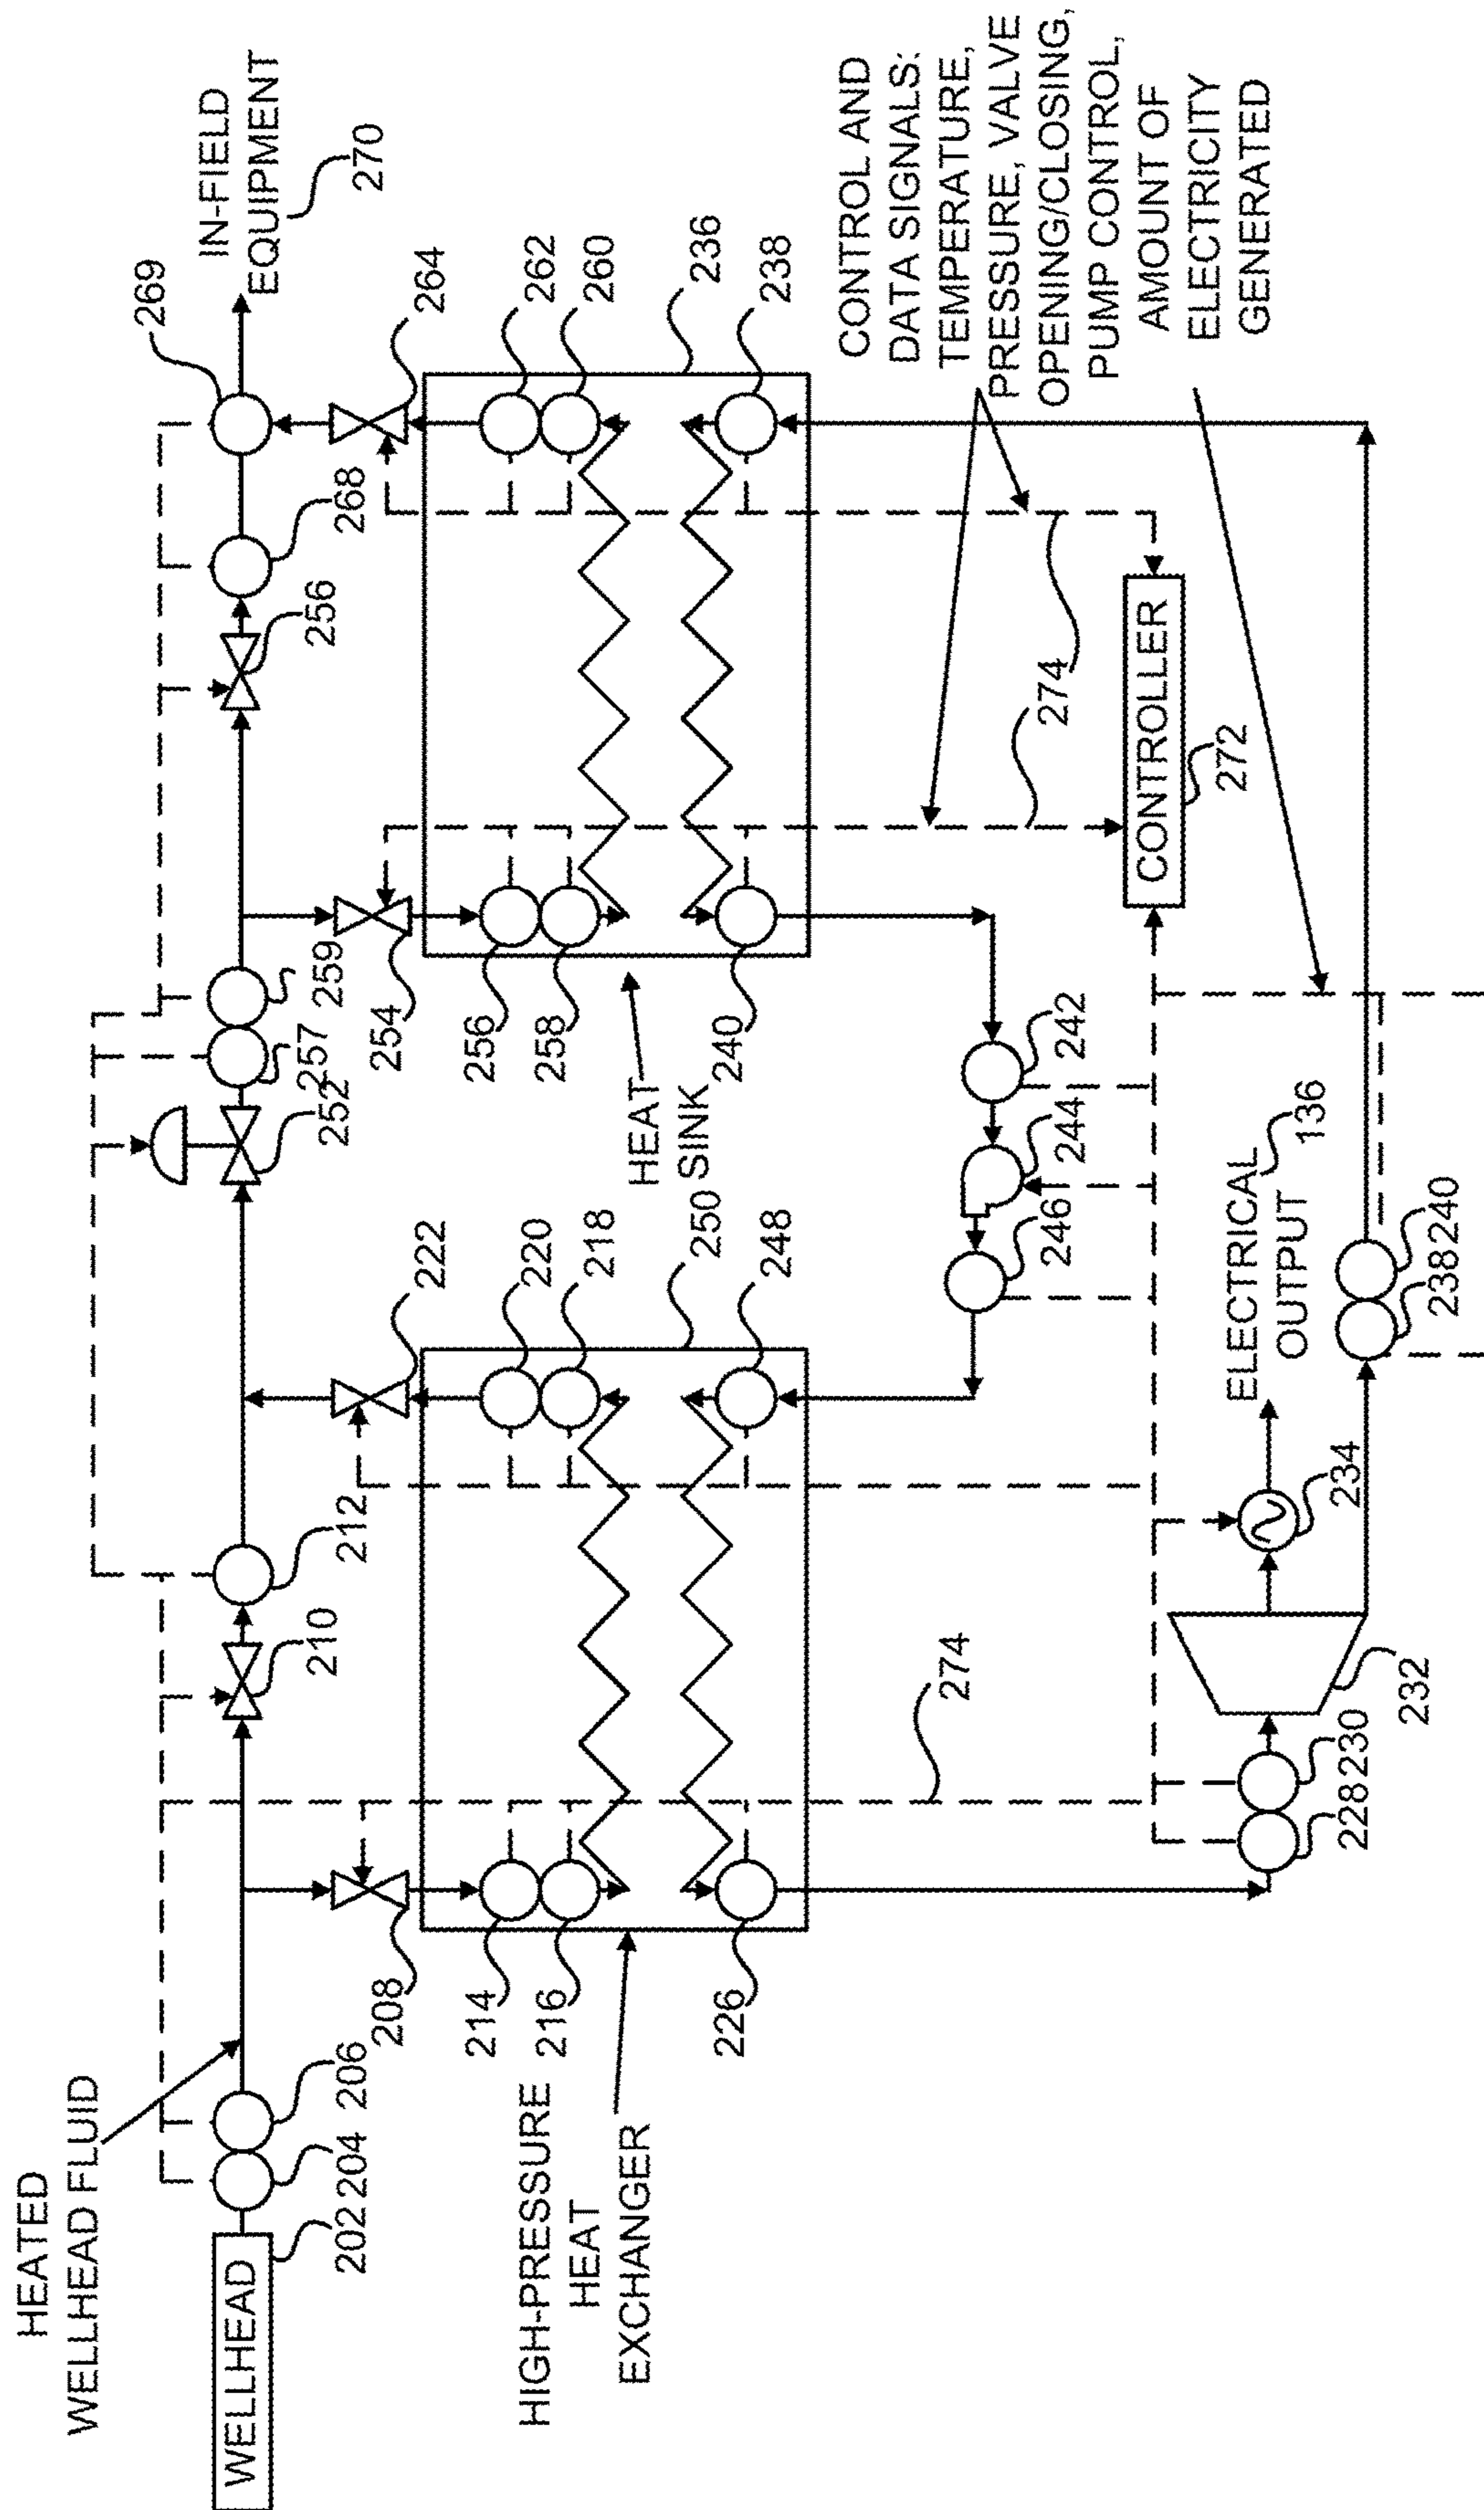 HEATED
WELLHEAD FLUID
WELLHEAD
202
204
206
210
212
252
257
259
256
268
269
IN-FIELD
EQUIPMENT
270
208
222
254
264
214
220
256
262
216
218
258
260
HIGH-PRESSURE
HEAT
EXCHANGER
250
HEAT
SINK
236
226
248
240
238
CONTROL AND
DATA SIGNALS:
TEMPERATURE,
PRESSURE, VALVE
OPENING/CLOSING,
PUMP CONTROL,
AMOUNT OF
ELECTRICITY
GENERATED
246
244
242
274
274
CONTROLLER
272
228
230
232
234
ELECTRICAL
OUTPUT
136
238
240